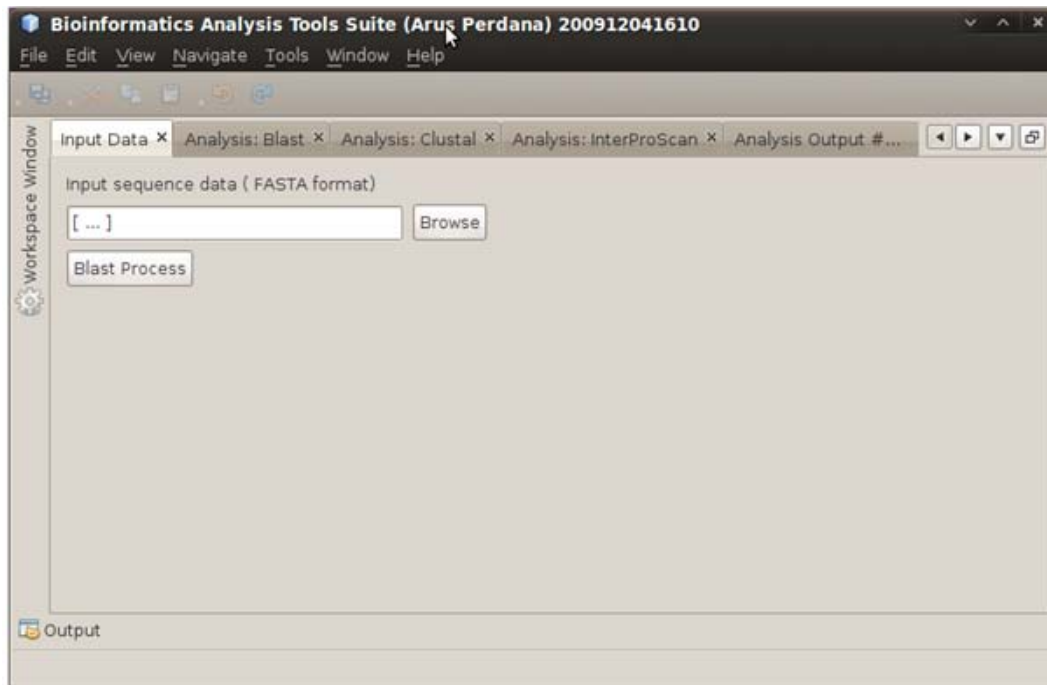 Bioinformatics Analysis Tools Suite (Arus Perdana) 200912041610
File Edit View Navigate Tools Window Help
Workspace Window
Input Data Analysis: Blast Analysis: Clustal Analysis: InterProScan Analysis Output #...
Input sequence data ( FASTA format)
[ ... ] Browse
Blast Process
Output